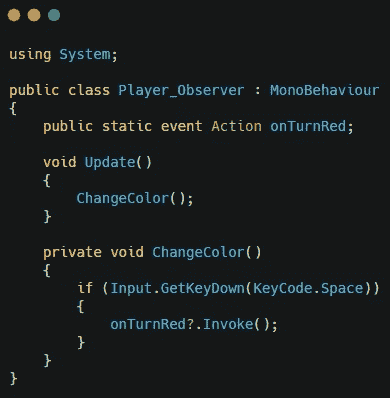 using System;
public class Player_Observer : MonoBehaviour
{
    public static event Action onTurnRed;
    void Update()
    {
        ChangeColor();
    }
    private void ChangeColor()
    {
        if (Input.GetKeyDown(KeyCode.Space))
        {
            onTurnRed?.Invoke();
        }
    }
}